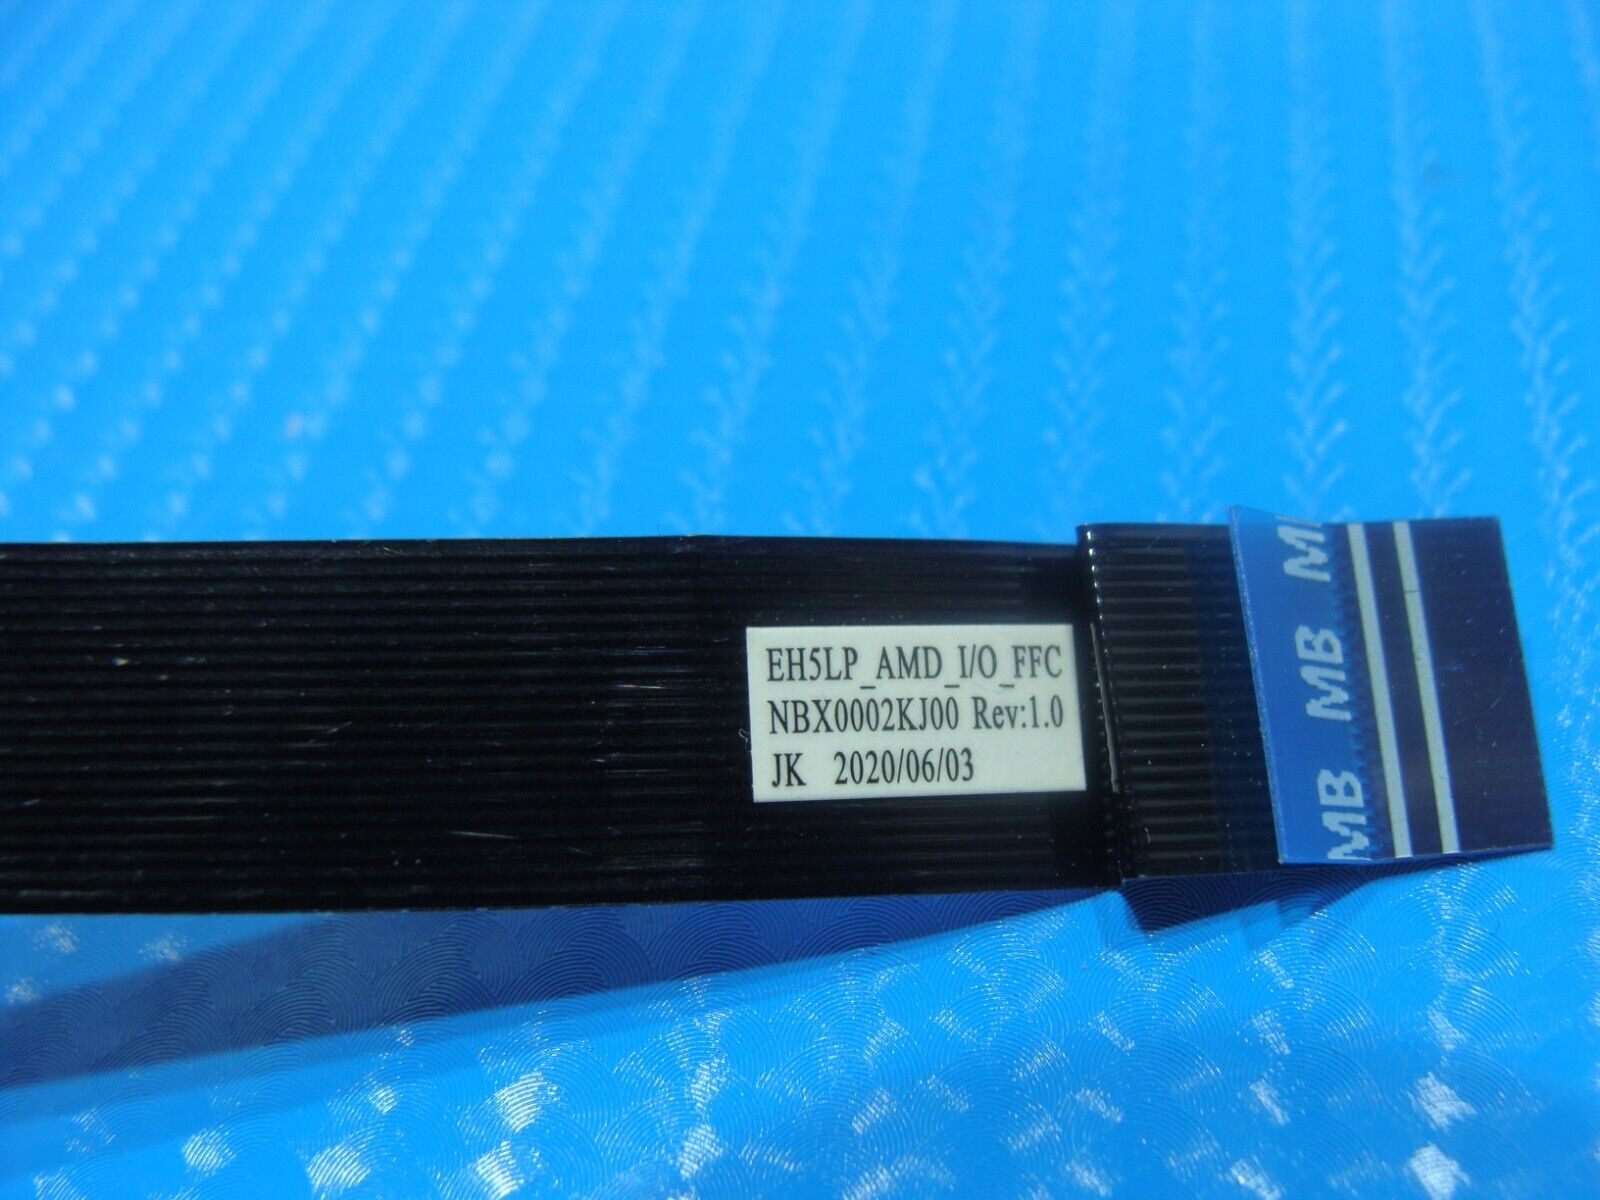 EH5LP_AMD_I/O_FFC
NBX0002KJ00 Rev:1.0
JK 2020/06/03
MB MB